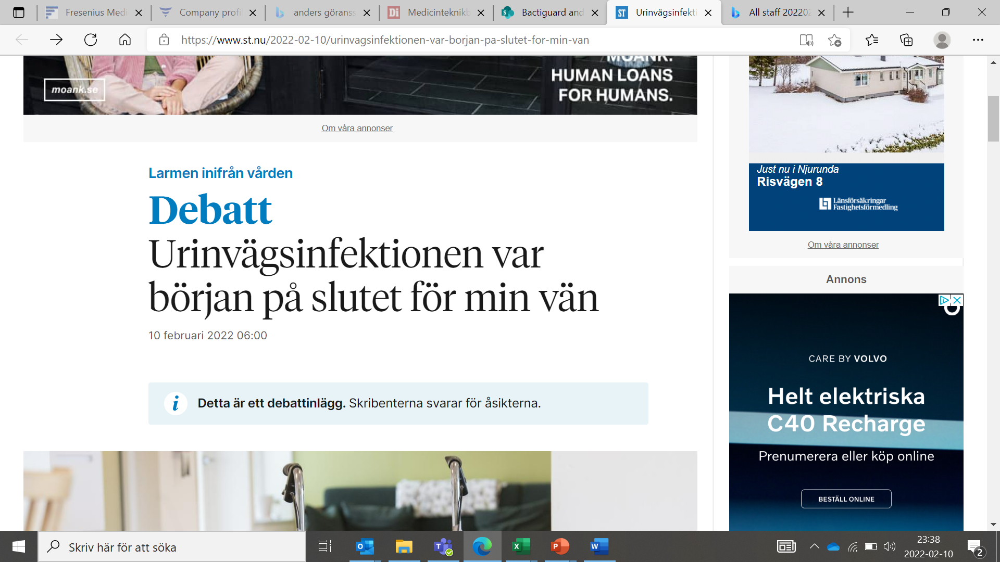 Fresenius Medi
Company profi
anders göranss
Di
Medicinteknikb
S
Bactiguard and
ST
Urinvägsinfekti
All staff 202202
https://www.st.nu/2022-02-10/urinvagsinfektionen-var-borjan-pa-slutet-for-min-van
moank.se
MOANK.
HUMAN LOANS
FOR HUMANS.
Om våra annonser
Larmen inifrån vården
Debatt
Urinvägsinfektionen var
början på slutet för min vän
10 februari 2022 06:00
i
Detta är ett debattinlägg. Skribenterna svarar för åsikterna.
Just nu i Njurunda
Risvägen 8
Länsförsäkringar
Fastighetsförmedling
Om våra annonser
Annons
CARE BY VOLVO
Helt elektriska
C40 Recharge
Prenumerera eller köp online
BESTÄLL ONLINE
Skriv här för att söka
O
T
X
P
W
23:38
2022-02-10
2